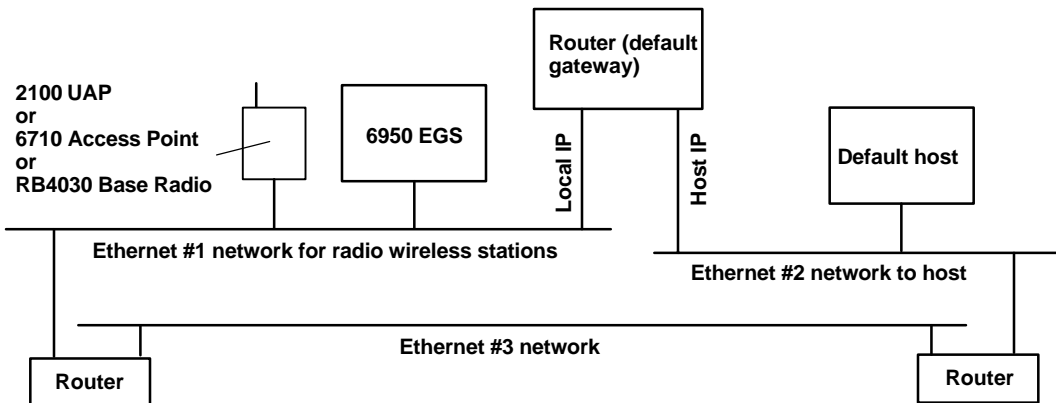 Router (default
gateway)
2100 UAP
or
6710 Access Point
or
RB4030 Base Radio
6950 EGS
Local IP
Host IP
Default host
Ethernet #1 network for radio wireless stations
Ethernet #2 network to host
Ethernet #3 network
Router
Router